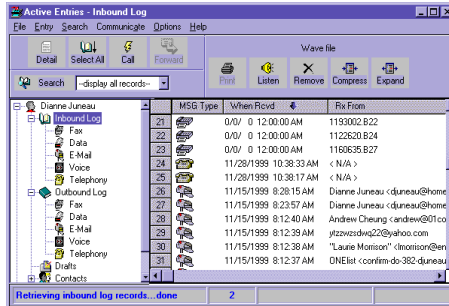 Active Entries - Inbound Log
File Entry Search Communicate Options Help
Wave file
Detail Select All Call Forward Print Listen Remove Compress Expand
Search --display all records--
MSG Type When Rcvd Rx From
Dianne Juneau
Inbound Log
Fax
Data
E-Mail
Voice
Telephony
Outbound Log
Fax
Data
E-Mail
Voice
Telephony
Drafts
Contacts
21 0/0/ 0 12:00:00 AM 1193002.B22
22 0/0/ 0 12:00:00 AM 1122620.B24
23 0/0/ 0 12:00:00 AM 1160635.B27
24 11/28/1999 10:38:33 AM < N/A >
25 11/28/1999 10:38:17 AM < N/A >
26 11/15/1999 8:28:15 AM Dianne Juneau <djuneau@home
27 11/15/1999 8:23:57 AM Dianne Juneau <djuneau@home
28 11/15/1999 8:12:40 AM Andrew Cheung <andrew@01co
29 11/15/1999 8:12:39 AM ytzzwzsdwq22@yahoo.com
30 11/15/1999 8:12:38 AM "Laurie Morrison" <lmorrison@en
31 11/15/1999 8:12:37 AM ONElist <confirm-do-382-djuneau
Retrieving inbound log records...done 2